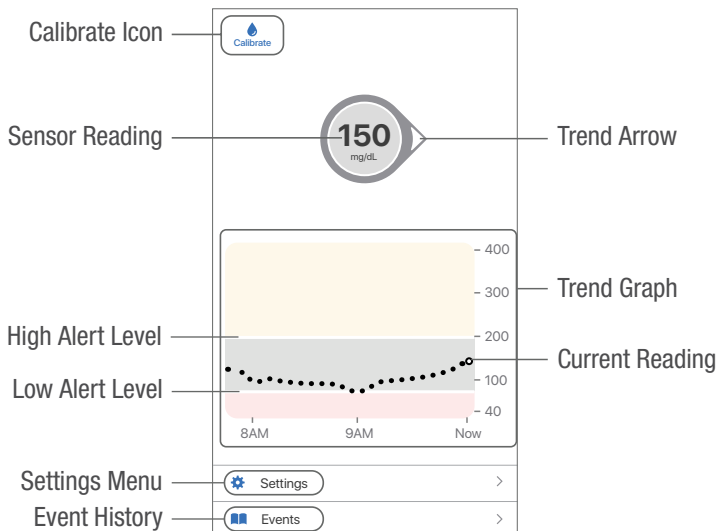 Calibrate Icon
Calibrate
Sensor Reading
150
mg/dL
Trend Arrow
400
300
Trend Graph
High Alert Level
200
Current Reading
Low Alert Level
100
40
8AM 9AM Now
Settings Menu
Settings
Event History
Events